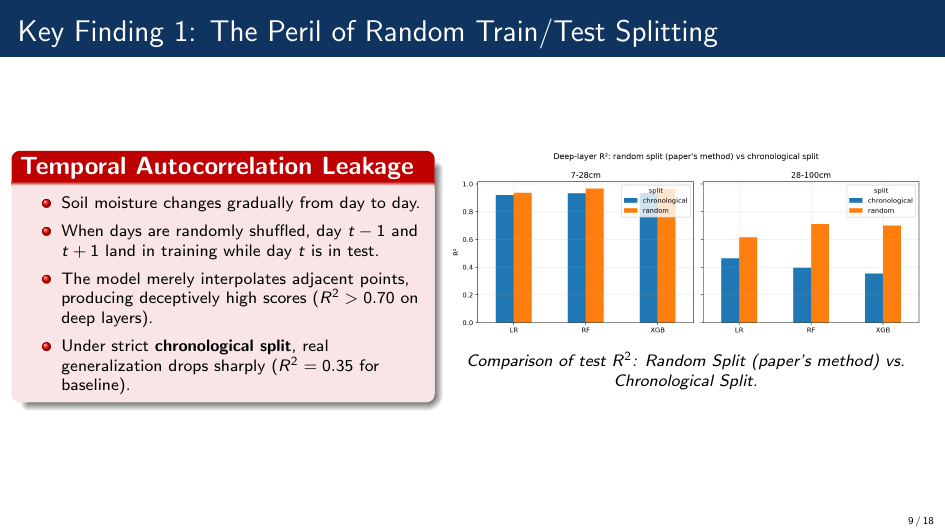 Key Finding 1: The Peril of Random Train/Test Splitting
Temporal Autocorrelation Leakage
Soil moisture changes gradually from day to day.
When days are randomly shuffled, day t − 1 and
t + 1 land in training while day t is in test.
The model merely interpolates adjacent points,
producing deceptively high scores (R² > 0.70 on
deep layers).
Under strict chronological split, real
generalization drops sharply (R² = 0.35 for
baseline).
Deep-layer R²: random split (paper's method) vs chronological split
7-28cm
28-100cm
split
chronological
random
split
chronological
random
R²
1.0
0.8
0.6
0.4
0.2
0.0
LR
RF
XGB
LR
RF
XGB
Comparison of test R²: Random Split (paper's method) vs.
Chronological Split.
9 / 18